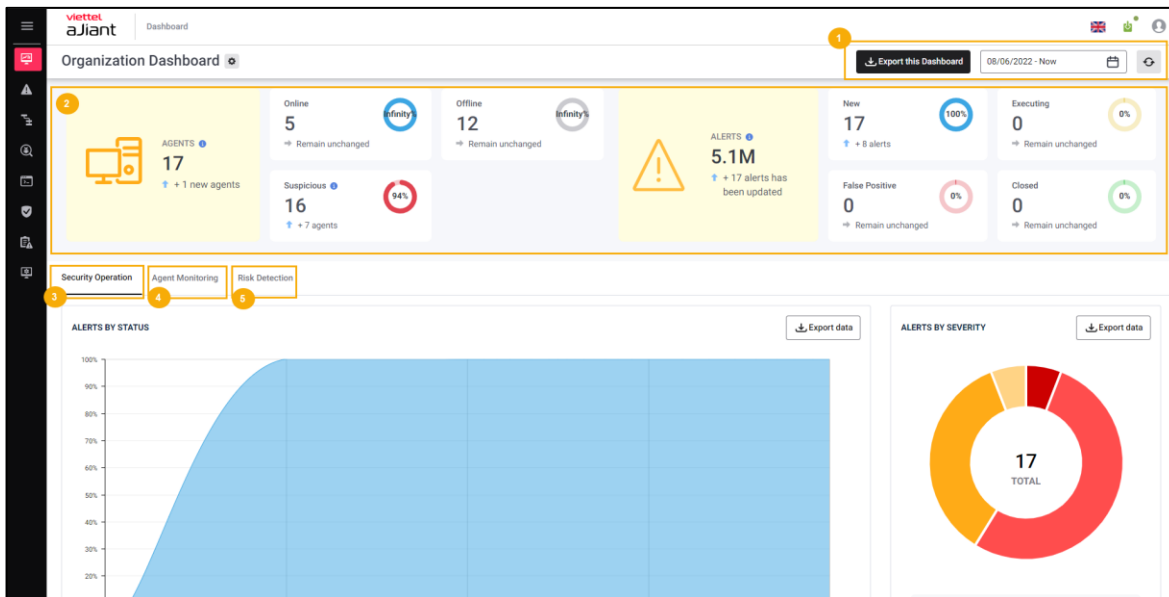 viettel
aJiant
Dashboard
1
Organization Dashboard
Export this Dashboard
08/06/2022 - Now
2
AGENTS
17
+ 1 new agents
Online
5
Remain unchanged
Infinity%
Offline
12
Remain unchanged
Infinity%
Suspicious
16
+ 7 agents
94%
ALERTS
5.1M
+ 17 alerts has
been updated
New
17
+ 8 alerts
100%
Executing
0
Remain unchanged
0%
False Positive
0
Remain unchanged
0%
Closed
0
Remain unchanged
0%
Security Operation
Agent Monitoring
Risk Detection
3
4
5
ALERTS BY STATUS
Export data
100%
90%
80%
70%
60%
50%
40%
30%
20%
ALERTS BY SEVERITY
Export data
17
TOTAL